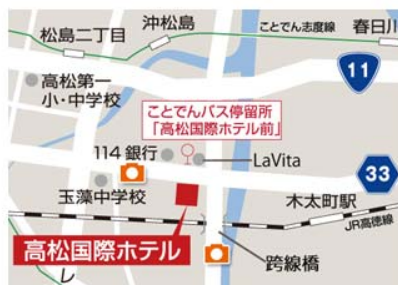 松島二丁目
沖松島
ことでん志度線
春日川
11
高松第一
小・中学校
ことでんバス停留所
「高松国際ホテル前」
114 銀行
LaVita
33
玉藻中学校
木太町駅
JR高徳線
高松国際ホテル
跨線橋
レ